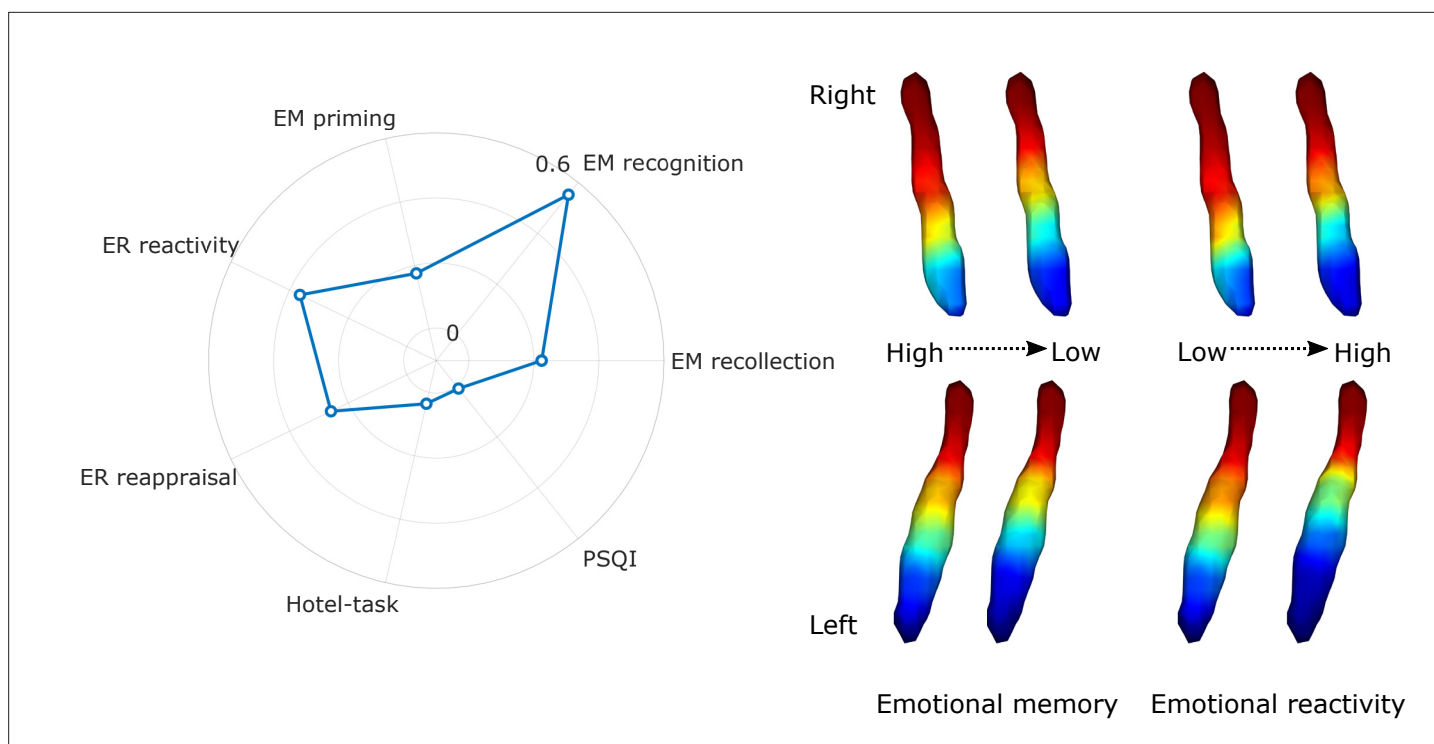 EM priming
0.6 EM recognition
ER reactivity
0
EM recollection
ER reappraisal
PSQI
Hotel-task
Right
High Low
Low High
Left
Emotional memory
Emotional reactivity